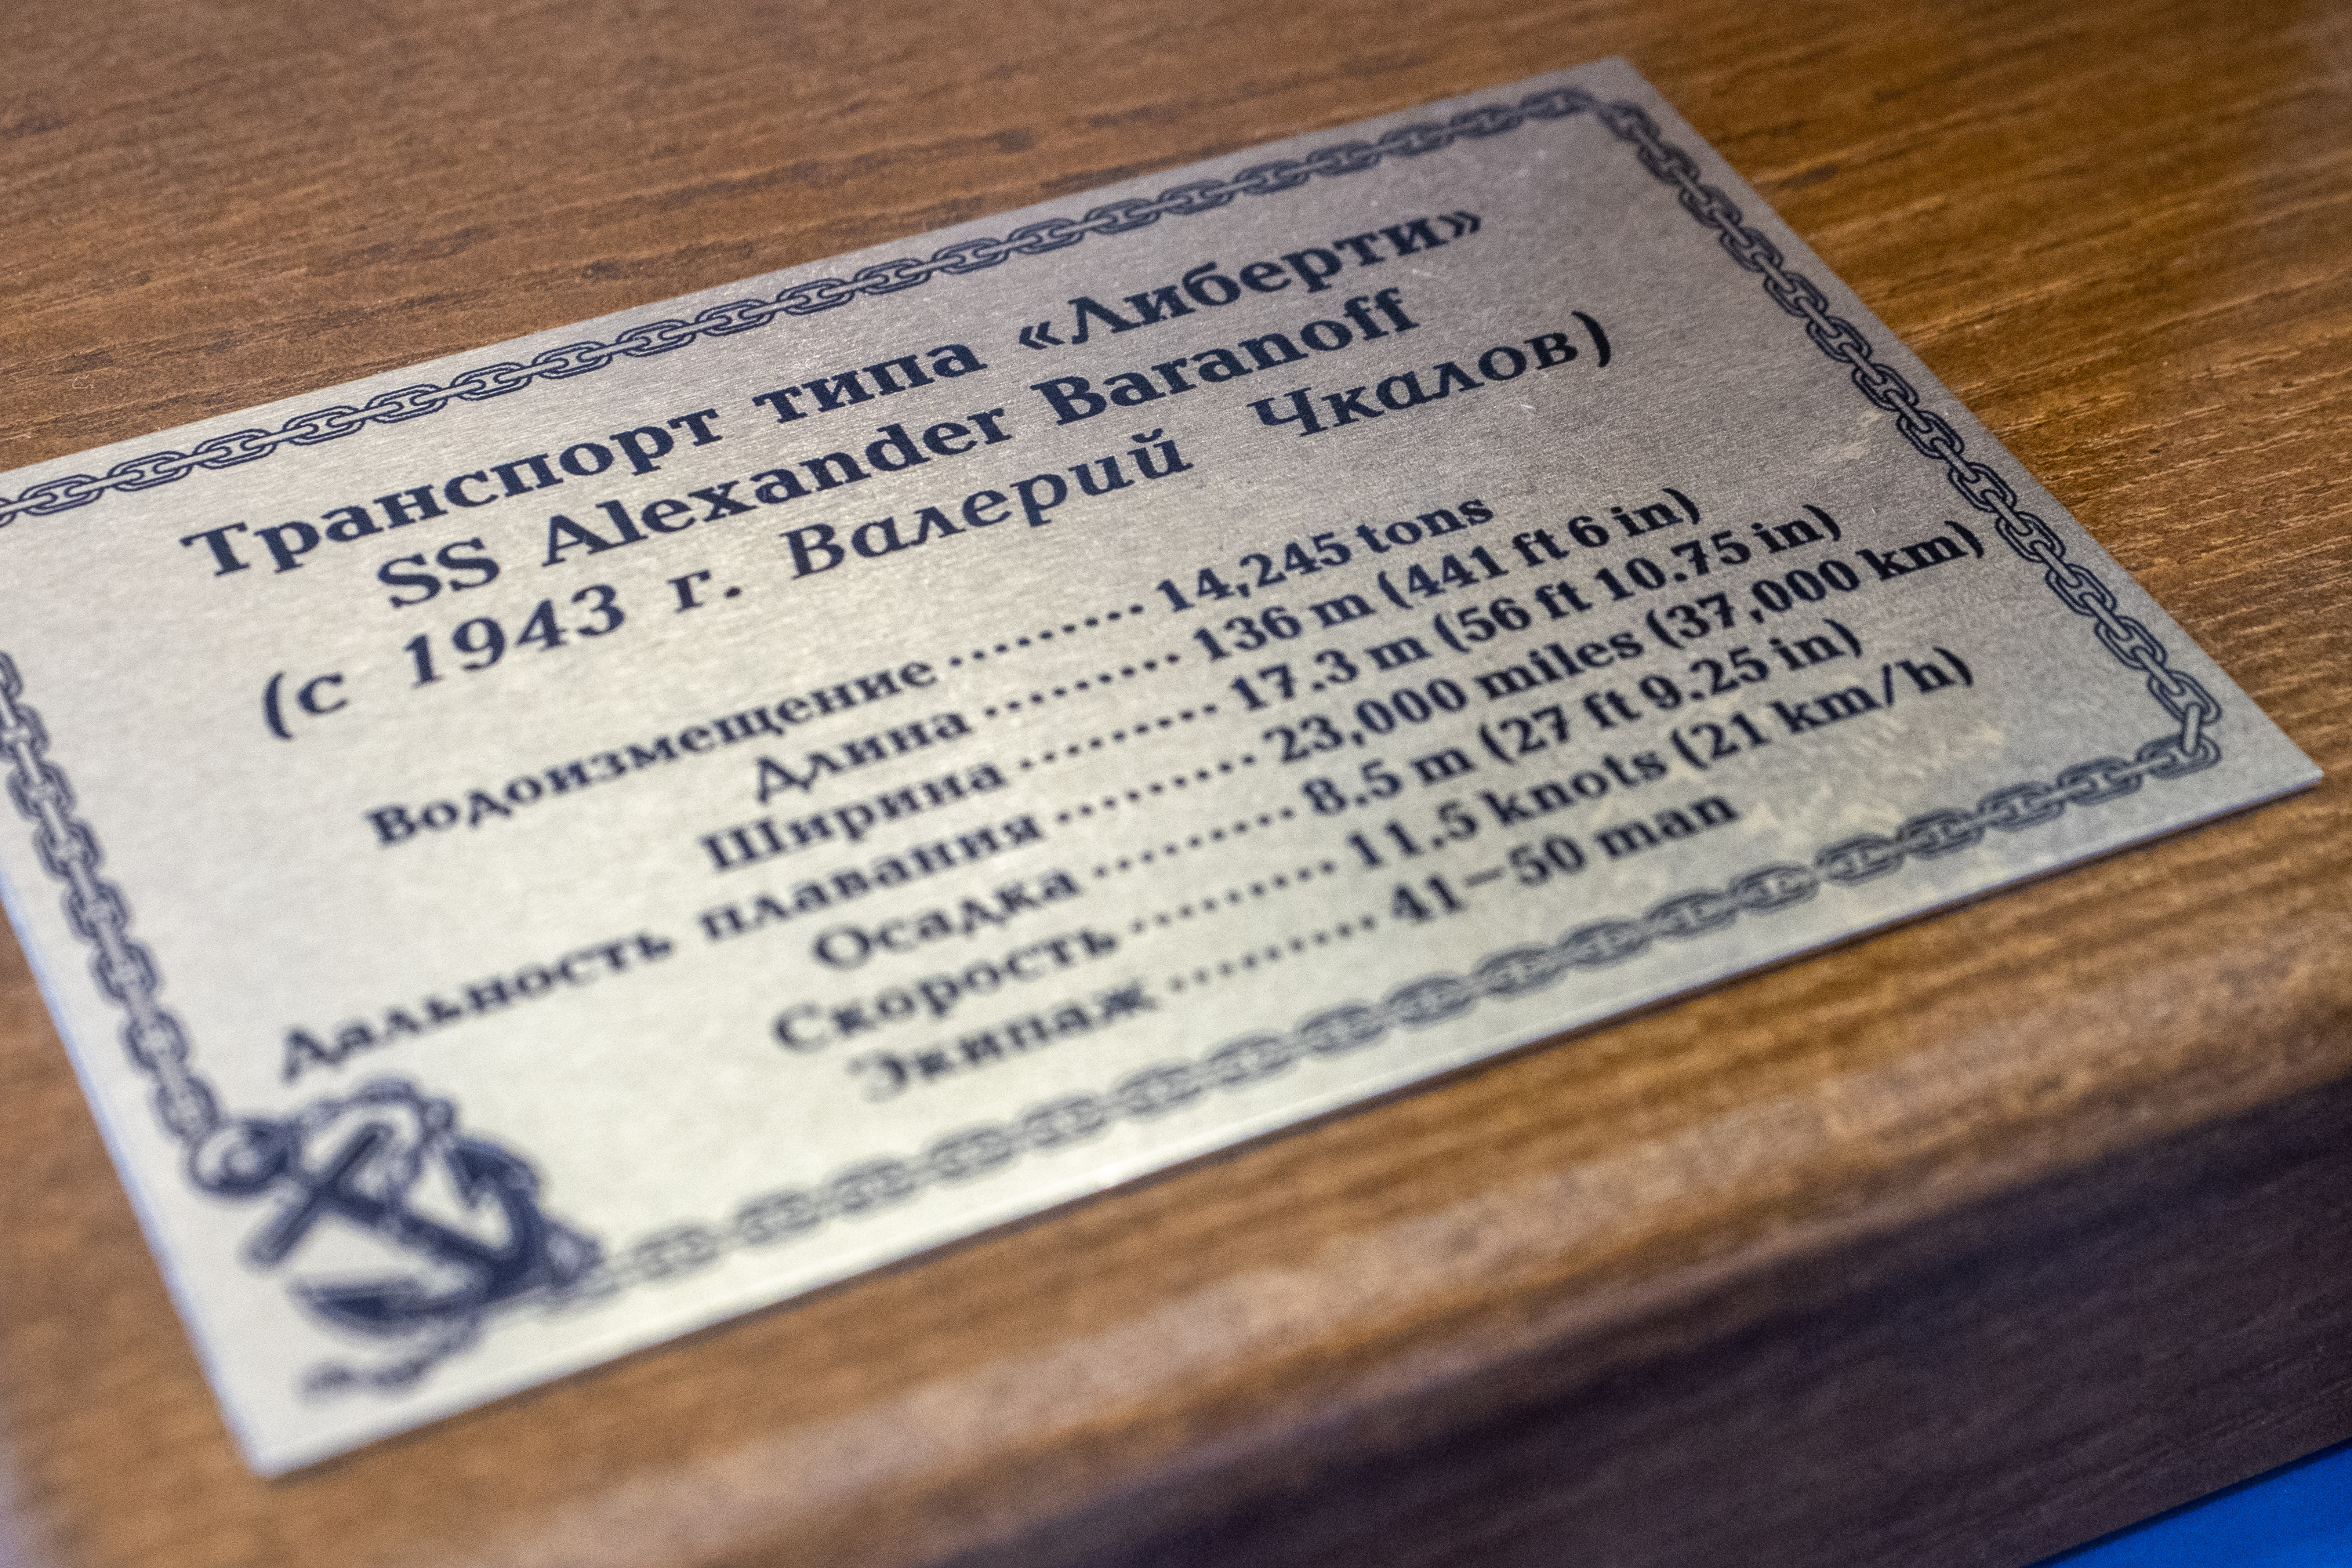 Транспорт типа «Либерти»
SS Alexander Baranoff
(с 1943 г. Валерий Чкалов)
Водоизмещение ........... 14,245 tons
Длина ........... 136 m (441 ft 6 in)
Ширина ........... 17.3 m (56 ft 10.75 in)
Дальность плавания ........... 23,000 miles (37,000 km)
Осадка ........... 8.5 m (27 ft 9.25 in)
Скорость ........... 11.5 knots (21 km/h)
Экипаж ........... 41–50 man